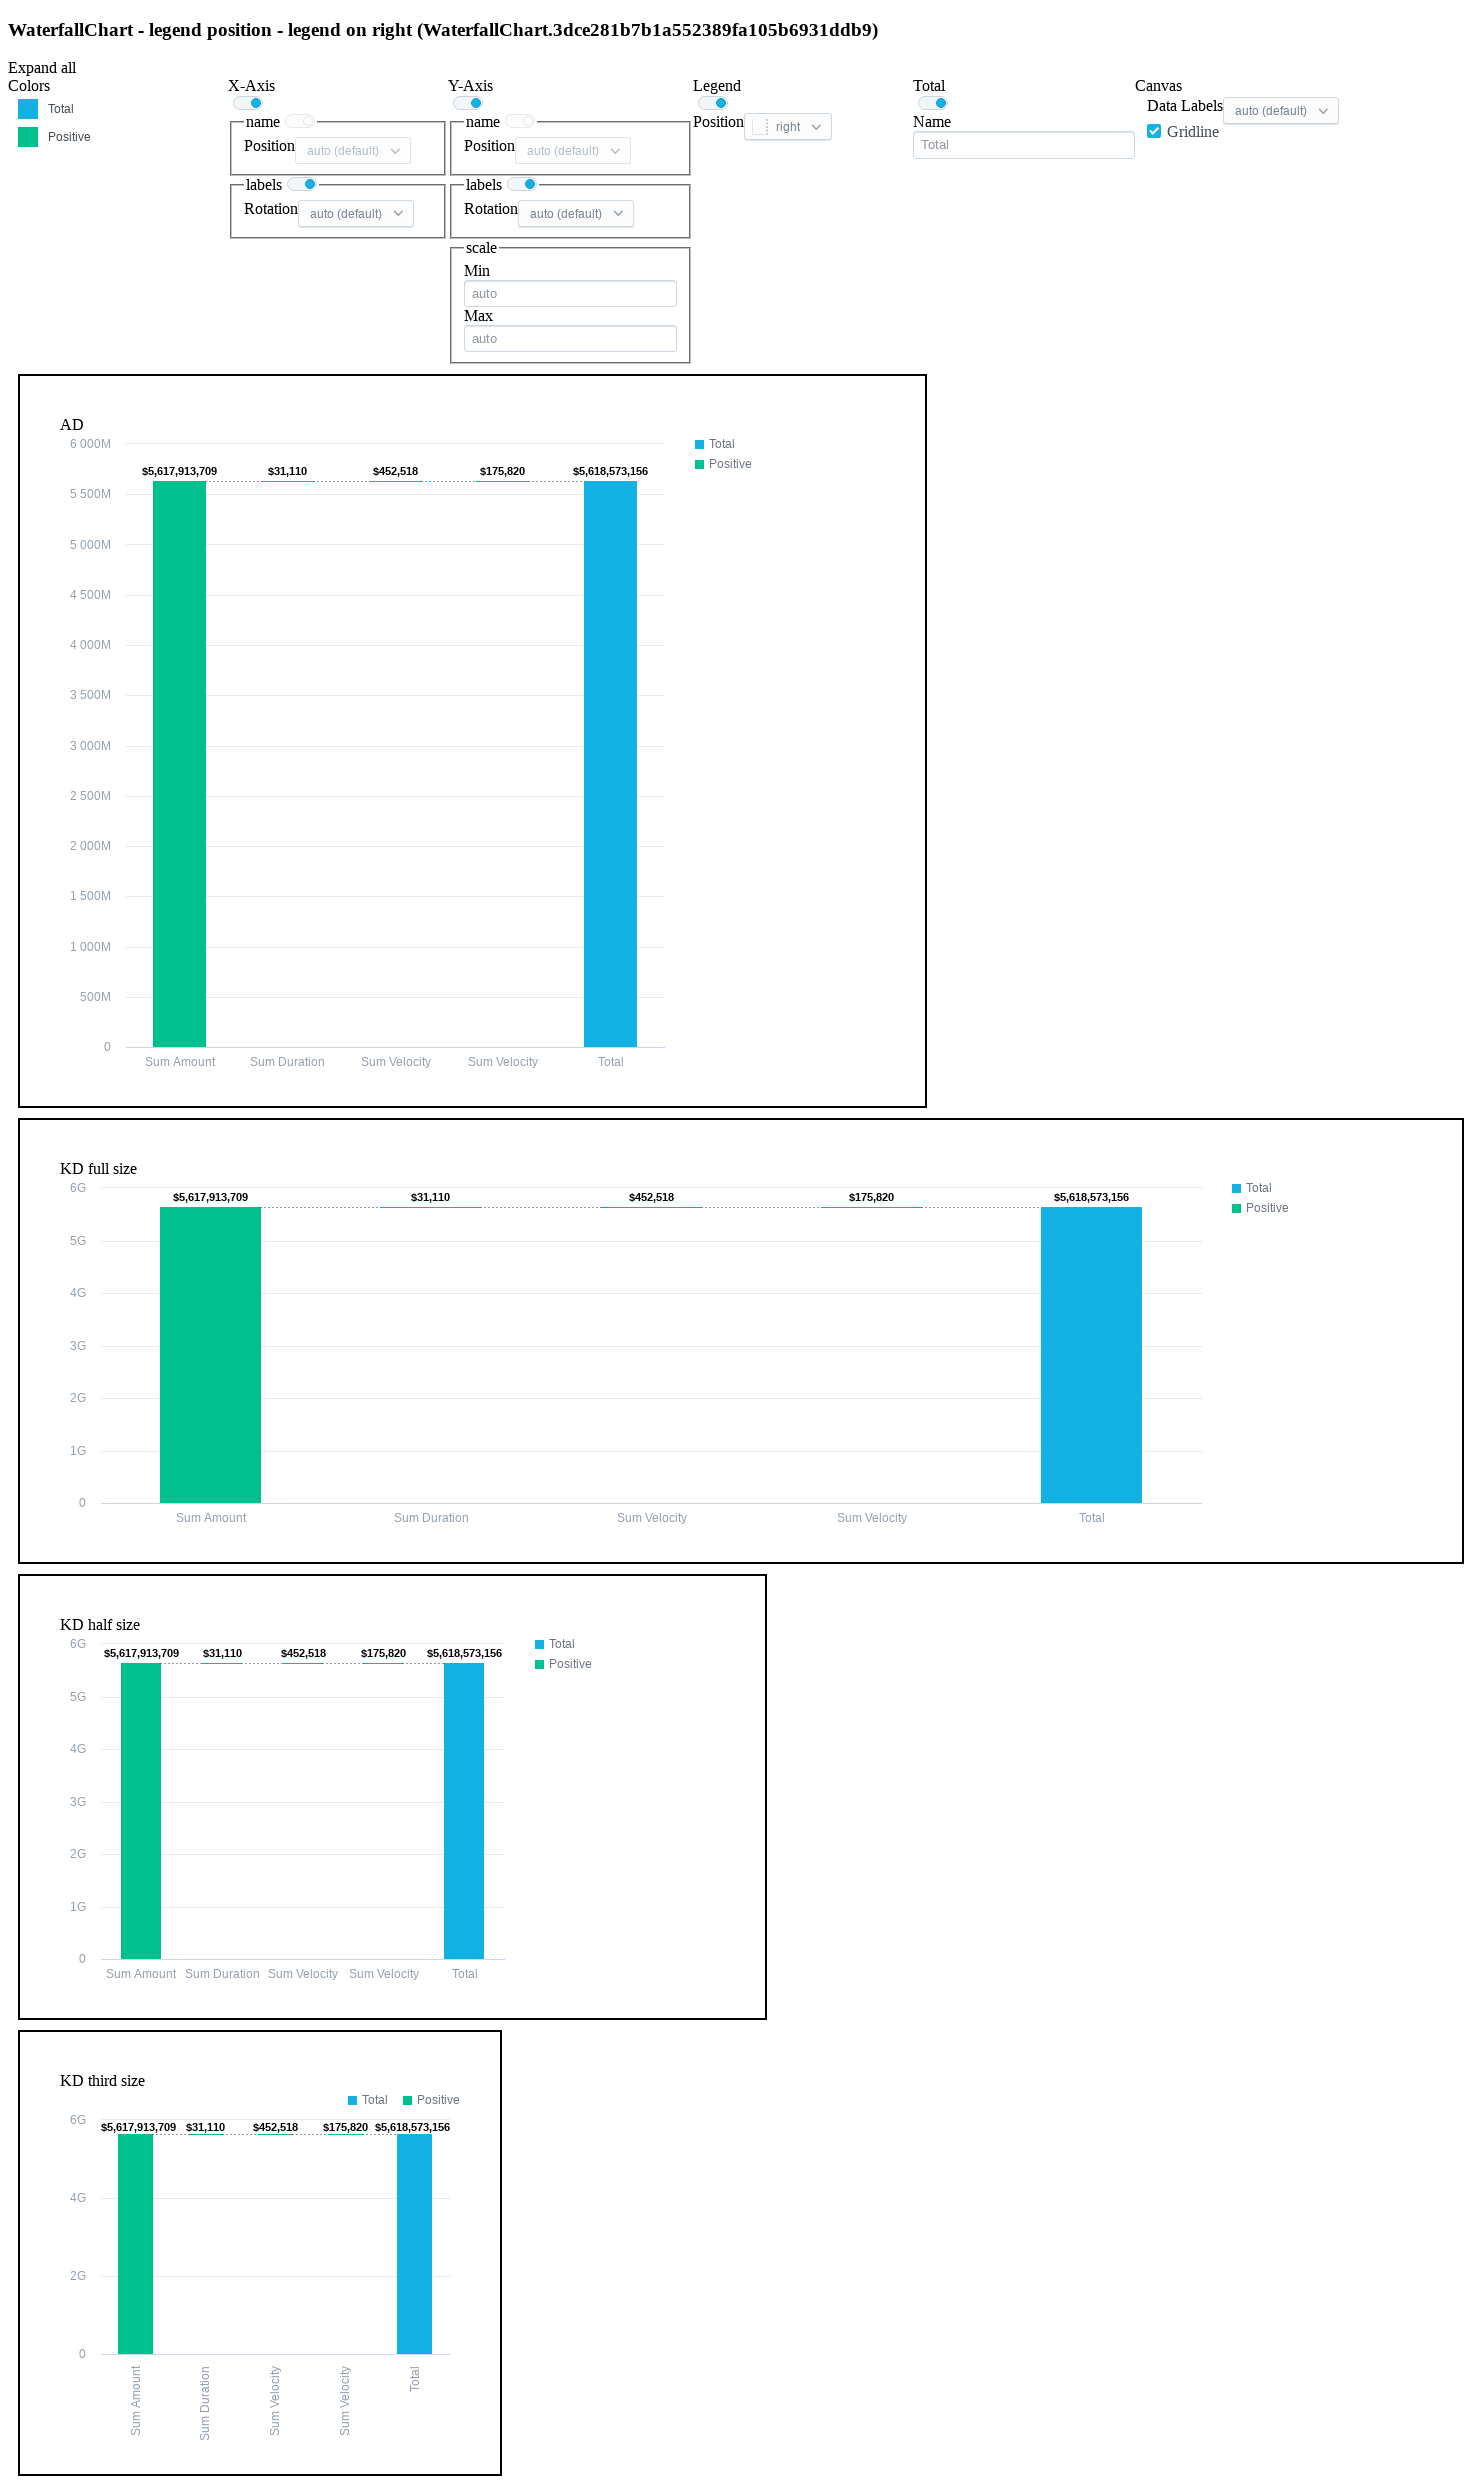 WaterfallChart - legend position - legend on right (WaterfallChart.3dce281b7b1a552389fa105b6931ddb9)
Expand all
Colors
Total
Positive
X-Axis
name
Position auto (default)
labels
Rotation auto (default)
Y-Axis
name
Position auto (default)
labels
Rotation auto (default)
scale
Min
auto
Max
auto
Legend
Position right
Total
Name
Total
Canvas
Data Labels auto (default)
Gridline
AD
6 000M
5 500M
5 000M
4 500M
4 000M
3 500M
3 000M
2 500M
2 000M
1 500M
1 000M
500M
0
$5,617,913,709 $31,110 $452,518 $175,820 $5,618,573,156
Sum Amount Sum Duration Sum Velocity Sum Velocity Total
Total
Positive
KD full size
6G
5G
4G
3G
2G
1G
0
$5,617,913,709 $31,110 $452,518 $175,820 $5,618,573,156
Sum Amount Sum Duration Sum Velocity Sum Velocity Total
Total
Positive
KD half size
6G
5G
4G
3G
2G
1G
0
$5,617,913,709 $31,110 $452,518 $175,820 $5,618,573,156
Sum Amount Sum Duration Sum Velocity Sum Velocity Total
Total
Positive
KD third size
Total Positive
6G
4G
2G
0
$5,617,913,709 $31,110 $452,518 $175,820 $5,618,573,156
Sum Amount
Sum Duration
Sum Velocity
Sum Velocity
Total